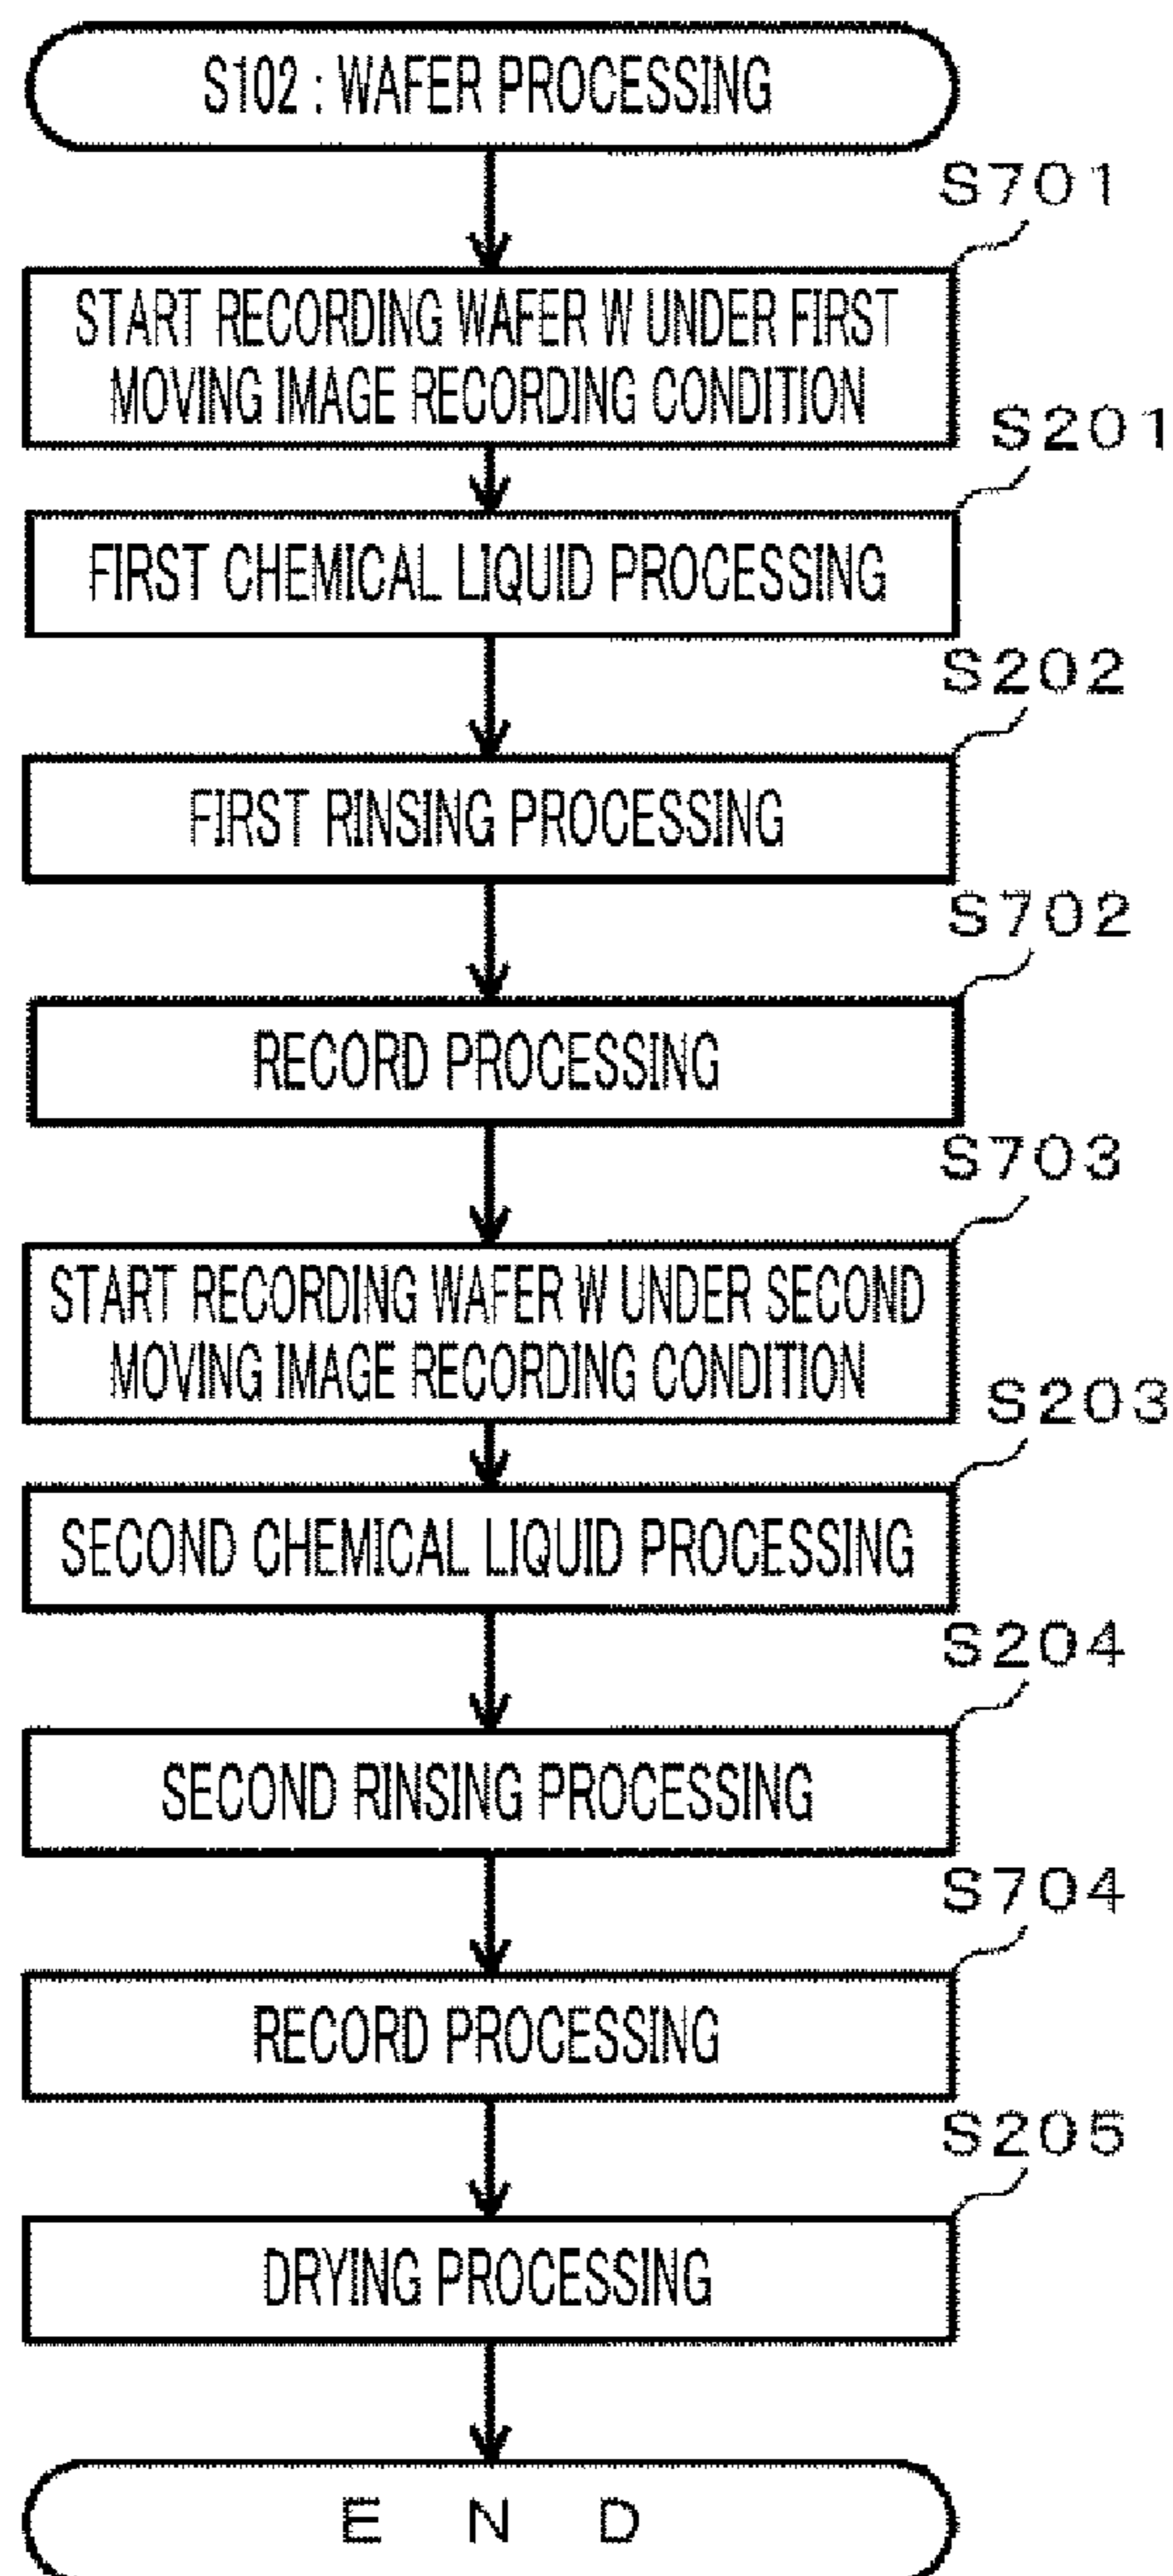 S102 : WAFER PROCESSING
S701
START RECORDING WAFER W UNDER FIRST
MOVING IMAGE RECORDING CONDITION
S201
FIRST CHEMICAL LIQUID PROCESSING
S202
FIRST RINSING PROCESSING
S702
RECORD PROCESSING
S703
START RECORDING WAFER W UNDER SECOND
MOVING IMAGE RECORDING CONDITION
S203
SECOND CHEMICAL LIQUID PROCESSING
S204
SECOND RINSING PROCESSING
S704
RECORD PROCESSING
S205
DRYING PROCESSING
E N D